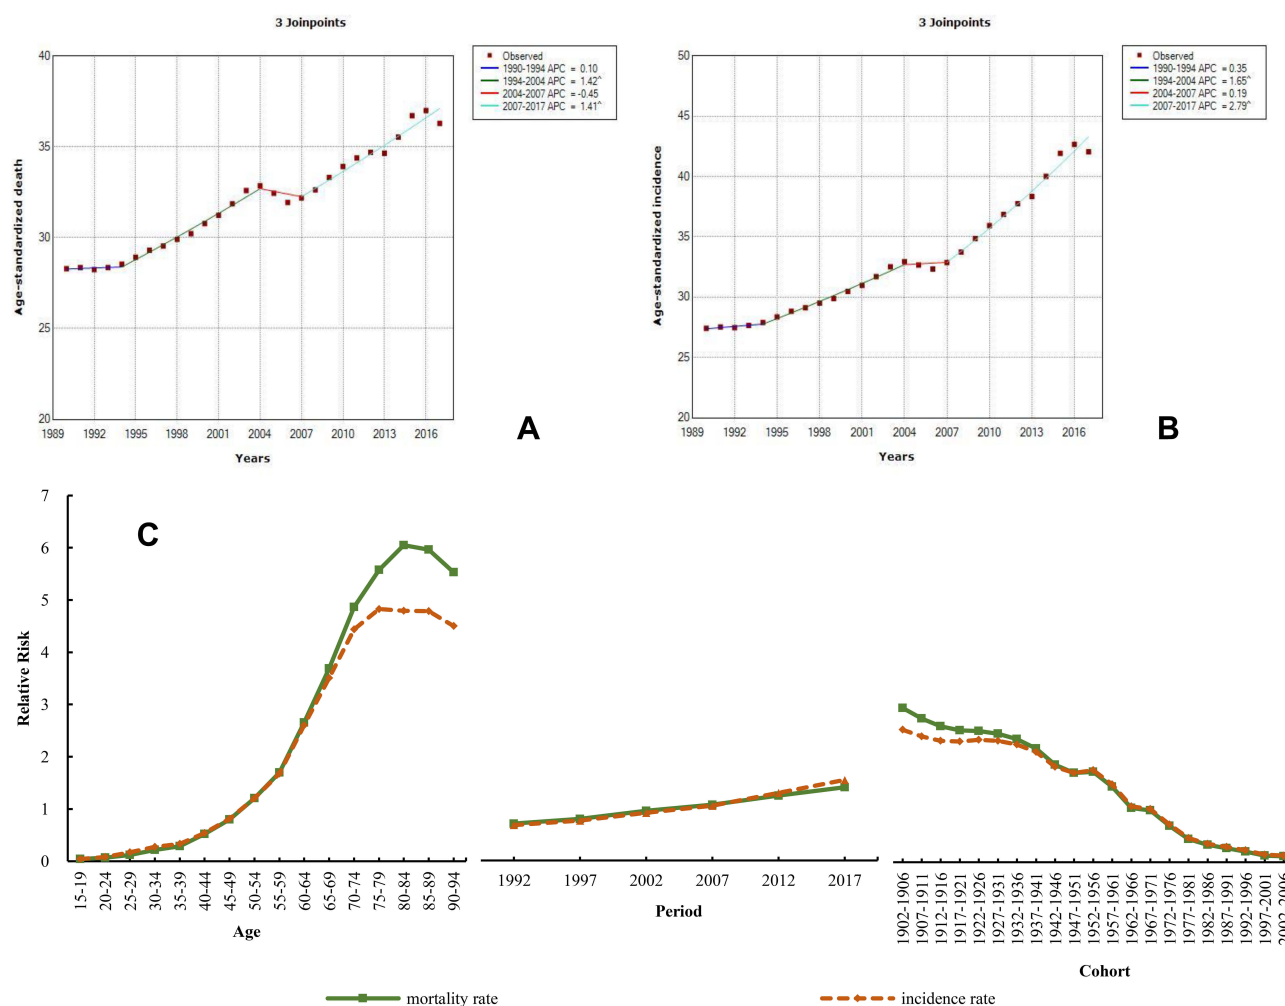 3 Joinpoints
40
35
30
25
20
1989 1992 1995 1998 2001 2004 2007 2010 2013 2016
Age-standardized death
Years
Observed
1990-1994 APC = 0.10
1994-2004 APC = 1.42^
2004-2007 APC = -0.45
2007-2017 APC = 1.41^
A
3 Joinpoints
50
45
40
35
30
25
20
1989 1992 1995 1998 2001 2004 2007 2010 2013 2016
Age-standardized incidence
Years
Observed
1990-1994 APC = 0.35
1994-2004 APC = 1.65^
2004-2007 APC = 0.19
2007-2017 APC = 2.79^
B
C
7
6
5
4
3
2
1
0
Relative Risk
15-19 20-24 25-29 30-34 35-39 40-44 45-49 50-54 55-59 60-64 65-69 70-74 75-79 80-84 85-89 90-94
Age
1992 1997 2002 2007 2012 2017
Period
1902-1906 1907-1911 1912-1916 1917-1921 1922-1926 1927-1931 1932-1936 1937-1941 1942-1946 1947-1951 1952-1956 1957-1961 1962-1966 1967-1971 1972-1976 1977-1981 1982-1986 1987-1991 1992-1996 1997-2001 2002-2006
Cohort
mortality rate
incidence rate